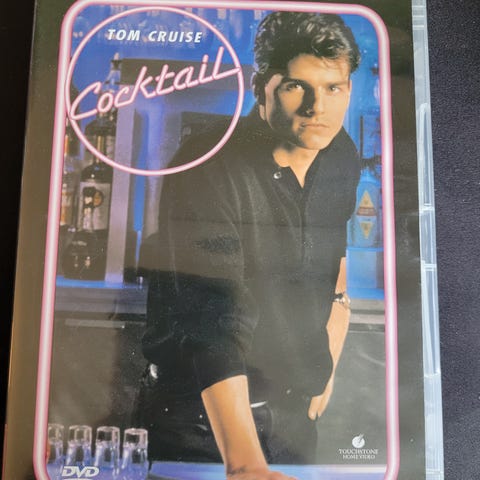 TOM CRUISE
Cocktail
DVD
TOUCHSTONE
HOME VIDEO